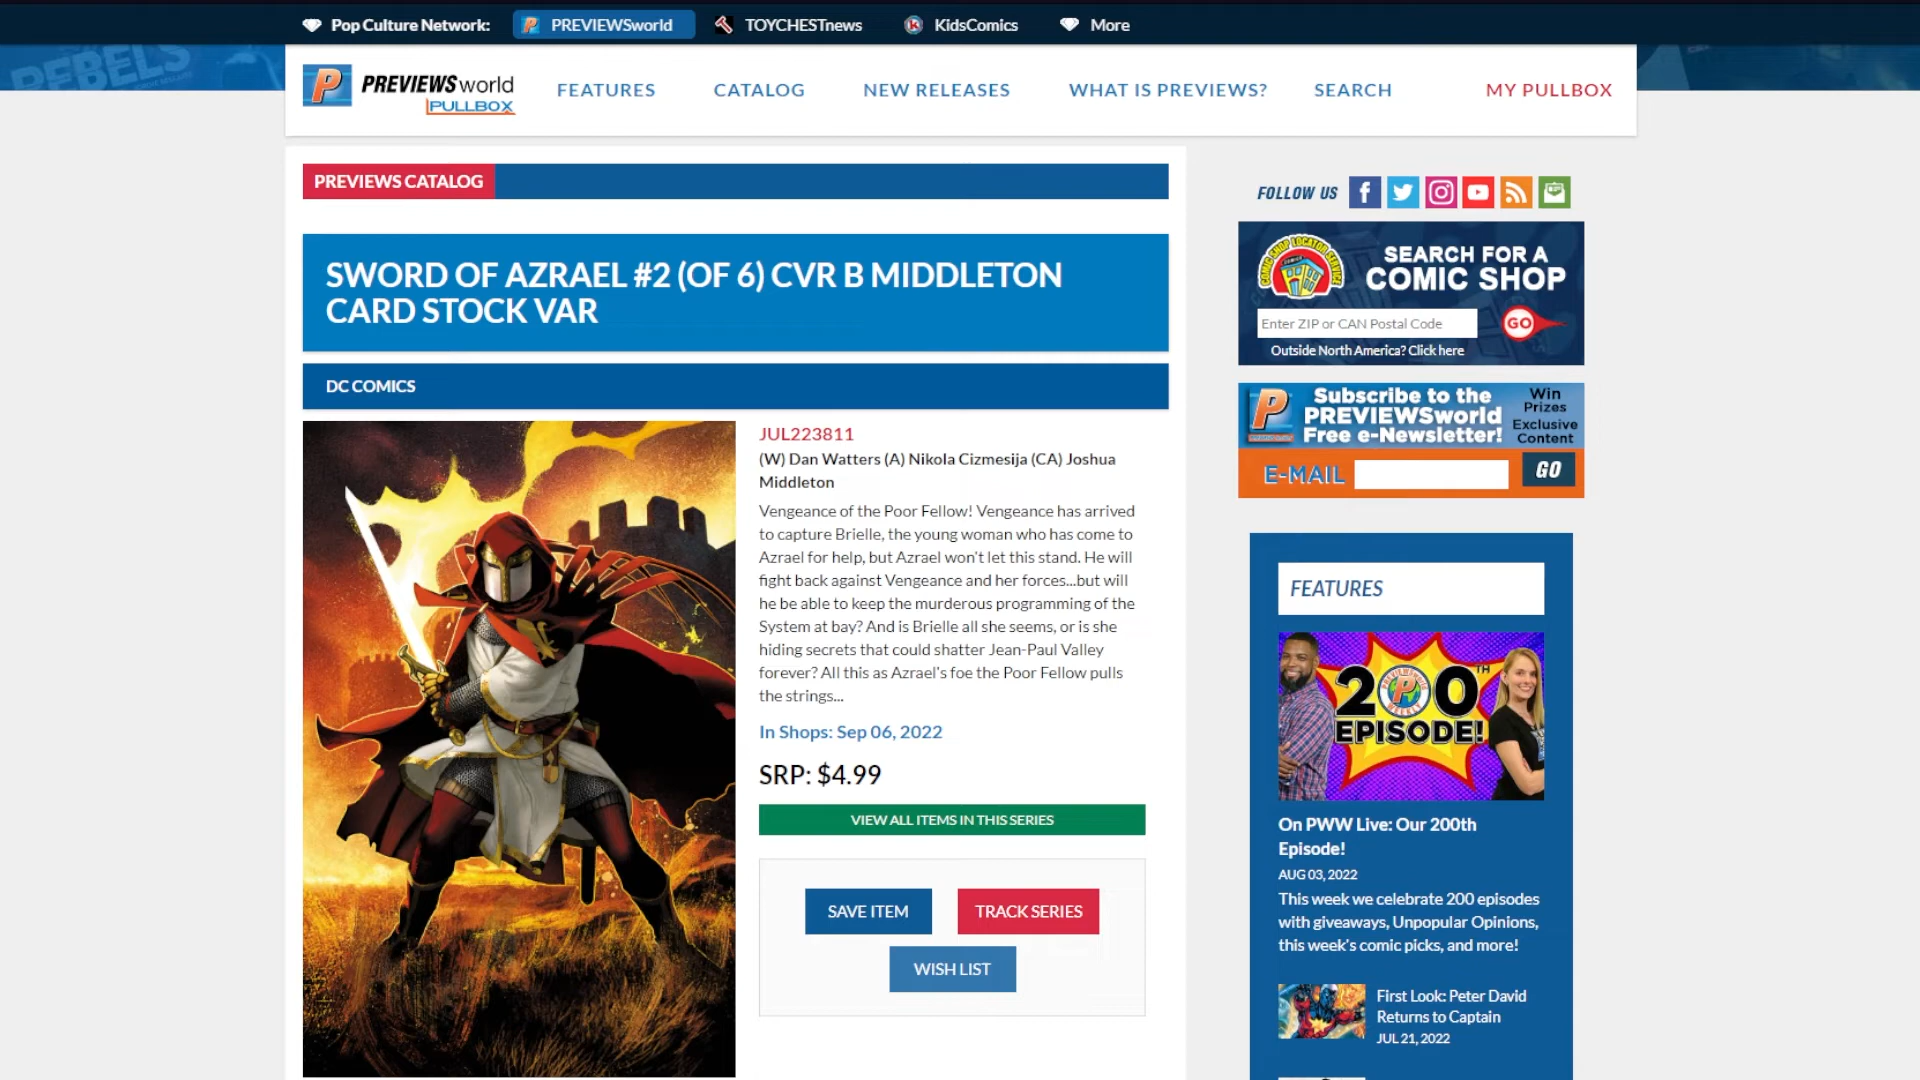 Pop Culture Network:
PREVIEWSworld
TOYCHESTnews
KidsComics
More
REBELS
PREVIEWSworld
PULLBOX
FEATURES
CATALOG
NEW RELEASES
WHAT IS PREVIEWS?
SEARCH
MY PULLBOX
PREVIEWS CATALOG
SWORD OF AZRAEL #2 (OF 6) CVR B MIDDLETON
CARD STOCK VAR
DC COMICS
JUL223811
(W) Dan Watters (A) Nikola Cizmesija (CA) Joshua
Middleton
Vengeance of the Poor Fellow! Vengeance has arrived
to capture Brielle, the young woman who has come to
Azrael for help, but Azrael won't let this stand. He will
fight back against Vengeance and her forces...but will
he be able to keep the murderous programming of the
System at bay? And is Brielle all she seems, or is she
hiding secrets that could shatter Jean-Paul Valley
forever? All this as Azrael's foe the Poor Fellow pulls
the strings...
In Shops: Sep 06, 2022
SRP: $4.99
VIEW ALL ITEMS IN THIS SERIES
SAVE ITEM
TRACK SERIES
WISH LIST
FOLLOW US
COMIC SHOP LOCATOR SERVICE
SEARCH FOR A
COMIC SHOP
Enter ZIP or CAN Postal Code
GO
Outside North America? Click here
Subscribe to the
PREVIEWSworld
Free e-Newsletter!
Win
Prizes
Exclusive
Content
E-MAIL
GO
FEATURES
200TH
EPISODE!
On PWW Live: Our 200th
Episode!
AUG 03, 2022
This week we celebrate 200 episodes
with giveaways, Unpopular Opinions,
this week's comic picks, and more!
First Look: Peter David
Returns to Captain
JUL 21, 2022